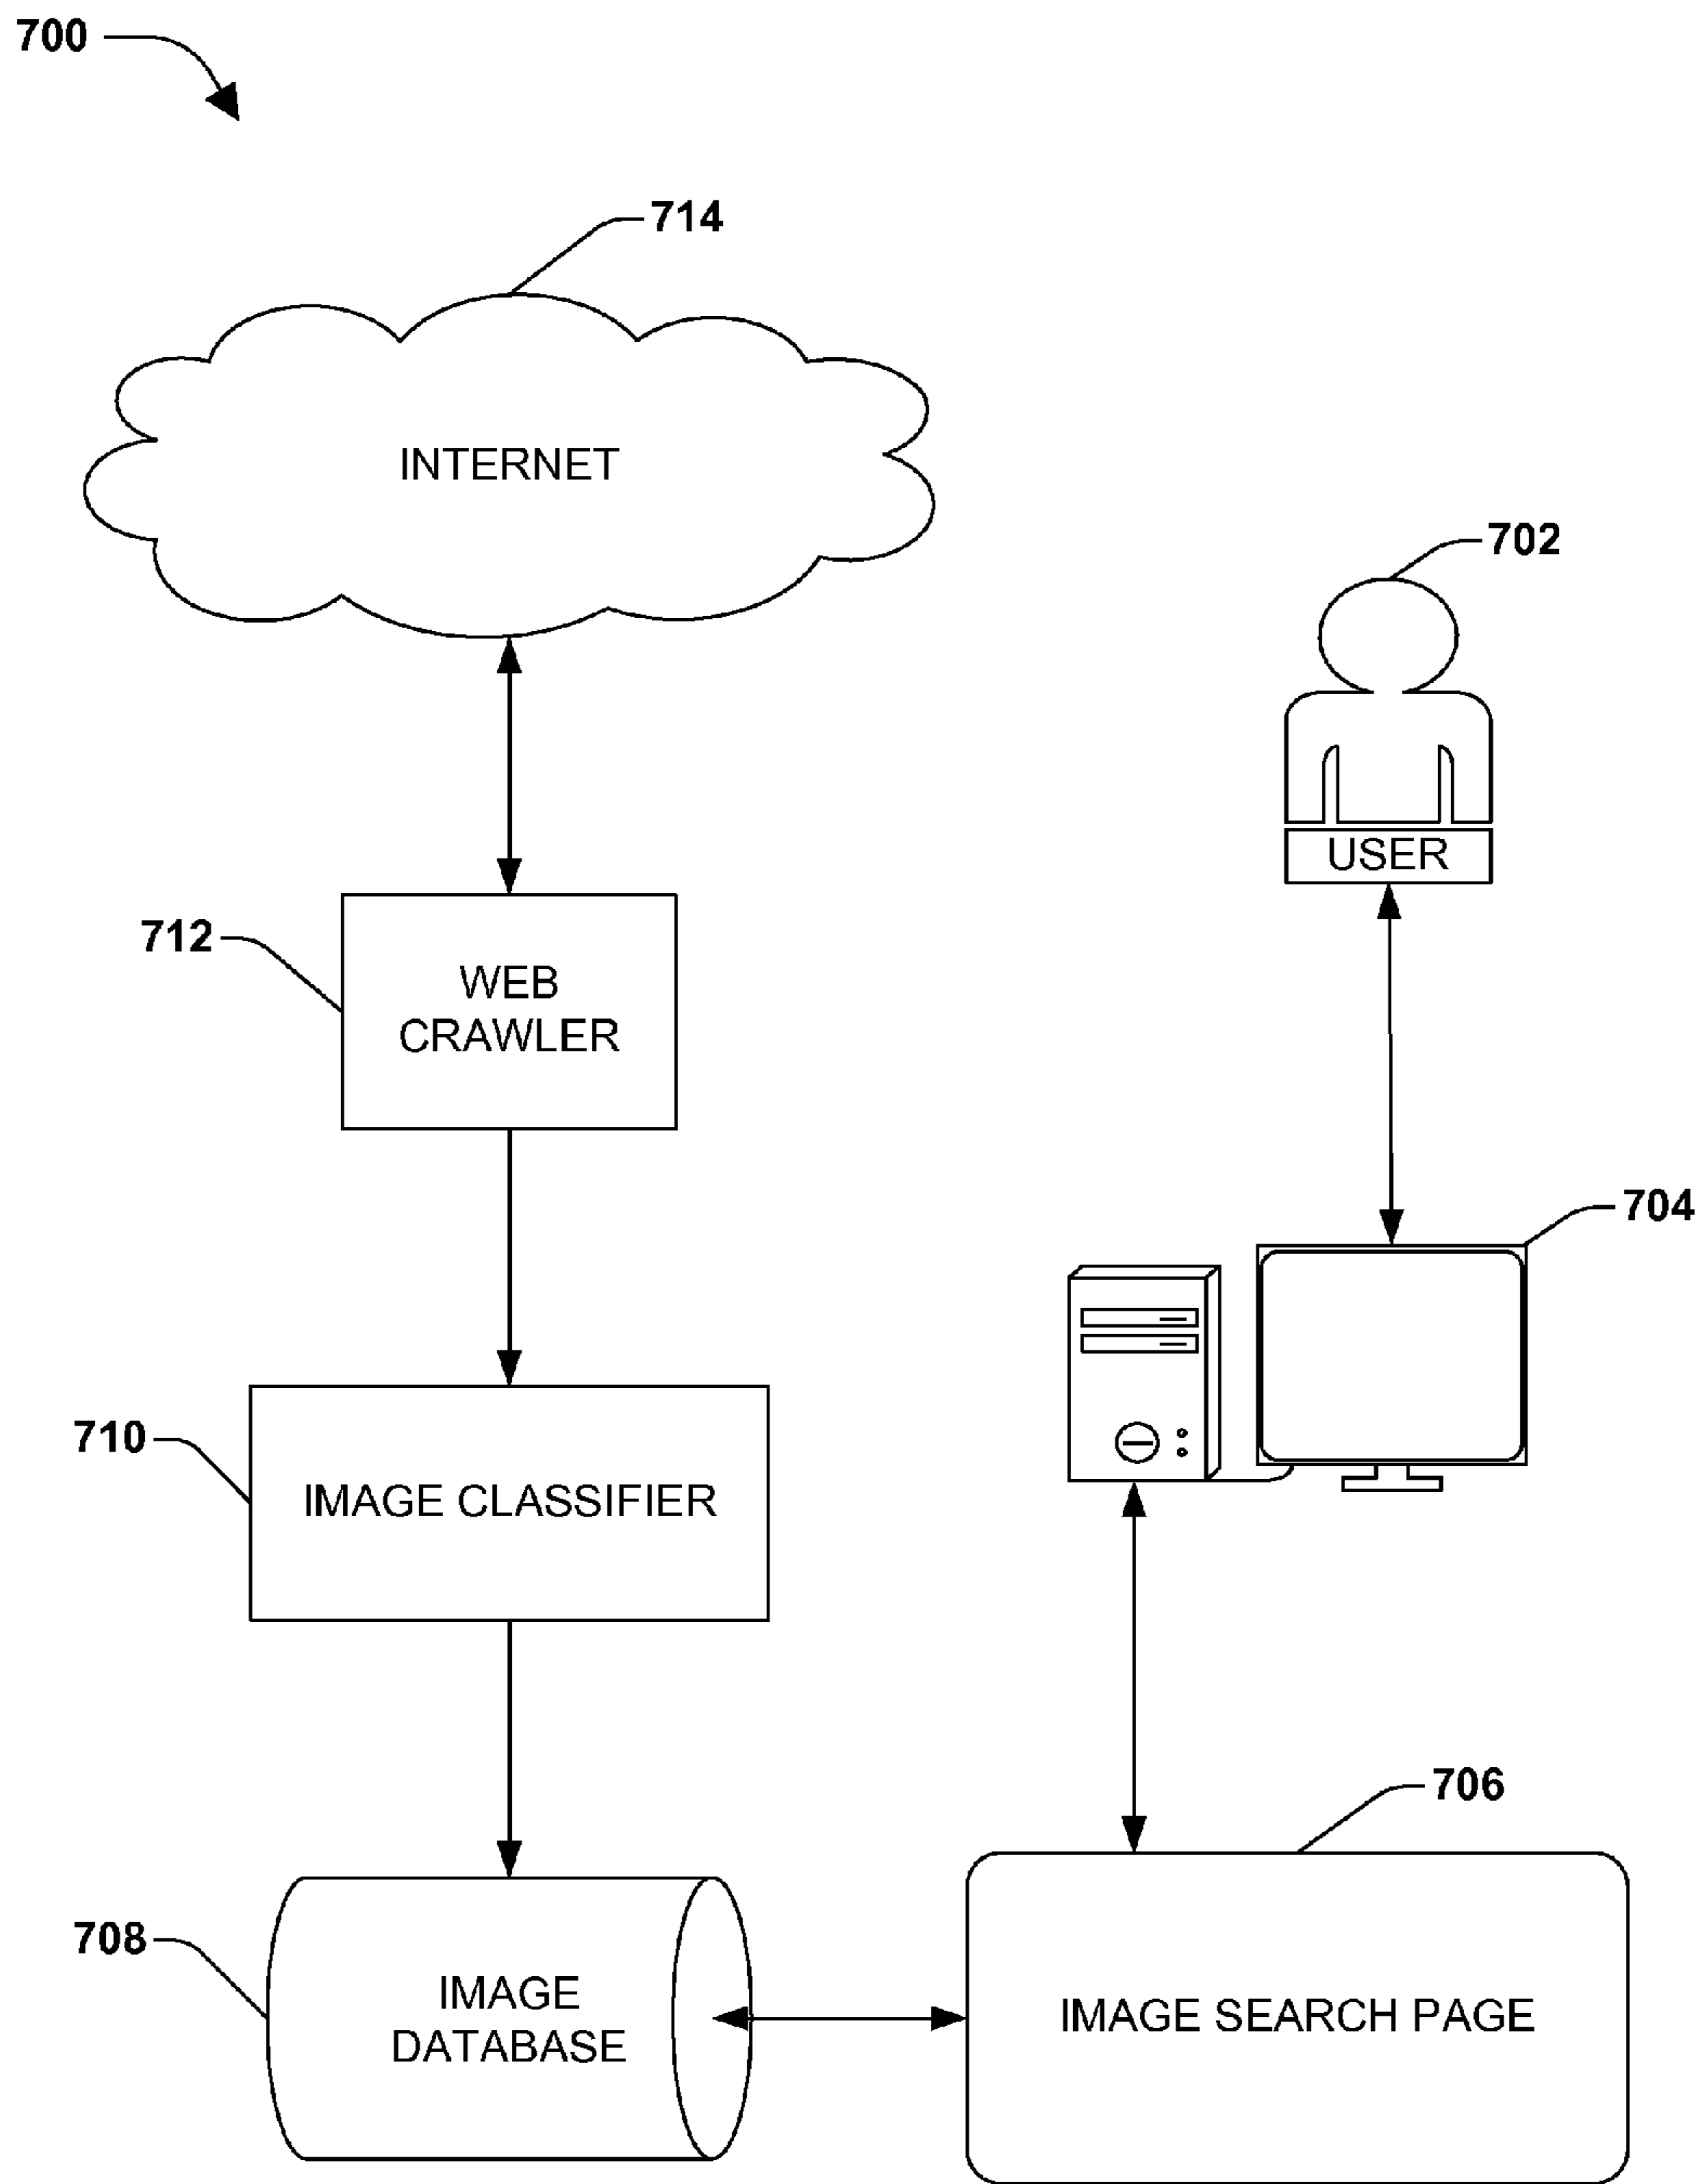 700
714
INTERNET
702
USER
712
WEB
CRAWLER
704
710
IMAGE CLASSIFIER
706
708
IMAGE
DATABASE
IMAGE SEARCH PAGE